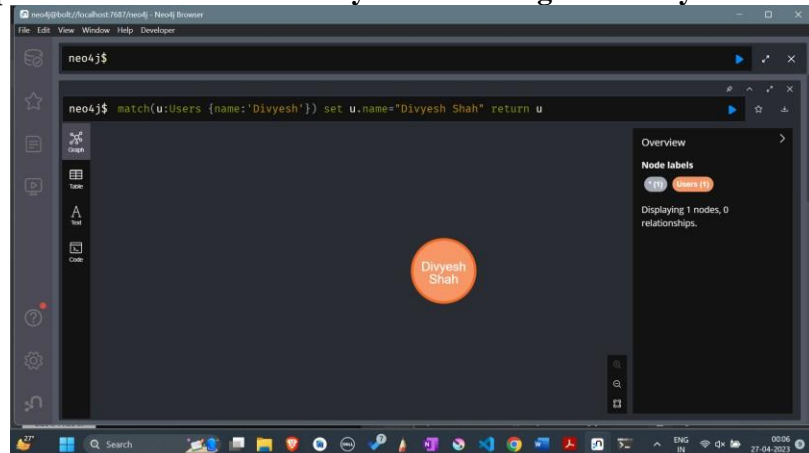 neo4j@bolt://localhost:7687/neo4j - Neo4j Browser
File Edit View Window Help Developer
neo4j$
neo4j$ match(u:Users {name:'Divyesh'}) set u.name="Divyesh Shah" return u
Graph
Table
Text
Code
Overview
Node labels
* (1) Users (1)
Displaying 1 nodes, 0
relationships.
Divyesh
Shah
27°
Search
ENG
IN
00:06
27-04-2023